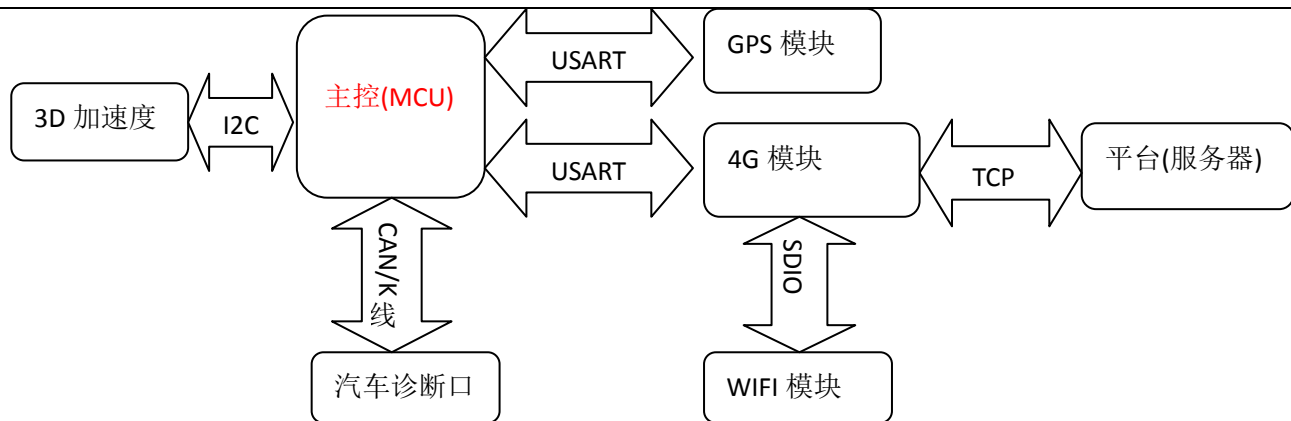 GPS 模块
USART
主控(MCU)
3D 加速度
I2C
4G 模块
USART
TCP
平台(服务器)
CAN/K
线
SDIO
汽车诊断口
WIFI 模块